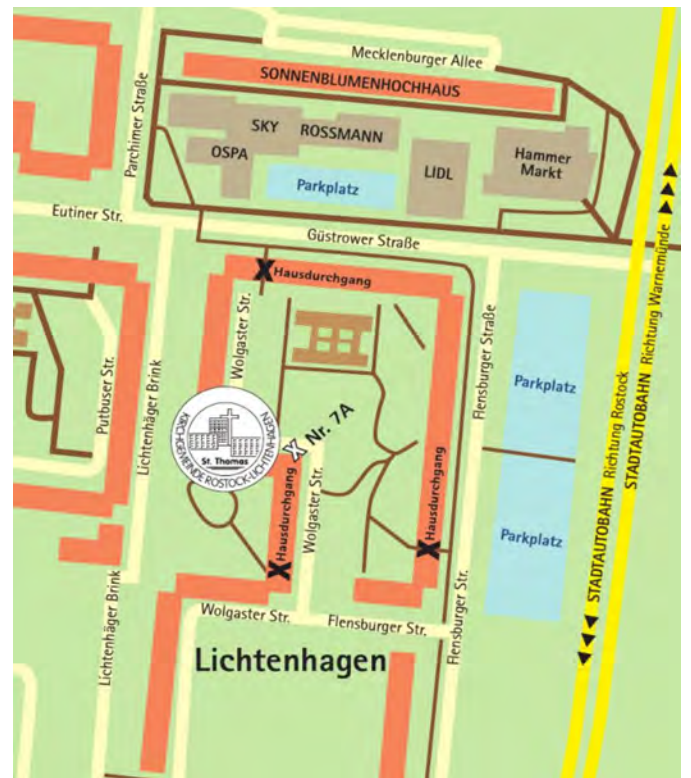 Mecklenburger Allee
SONNENBLUMENHOCHHAUS
Parchimer Straße
SKY
ROSSMANN
OSPA
Parkplatz
LIDL
Hammer
Markt
Eutiner Str.
Güstrower Straße
X Hausdurchgang
Wolgaster Str.
Putbuser Str.
Lichtenhäger Brink
Flensburger Straße
Parkplatz
STADTAUTOBAHN Richtung Rostock
STADTAUTOBAHN Richtung Warnemünde
KIRCHGEMEINDE ROSTOCK-LICHTENHAGEN
St. Thomas
X Nr. 7A
X Hausdurchgang
Wolgaster Str.
X Hausdurchgang
Parkplatz
Lichtenhäger Brink
Wolgaster Str.
Flensburger Str.
Flensburger Str.
Lichtenhagen